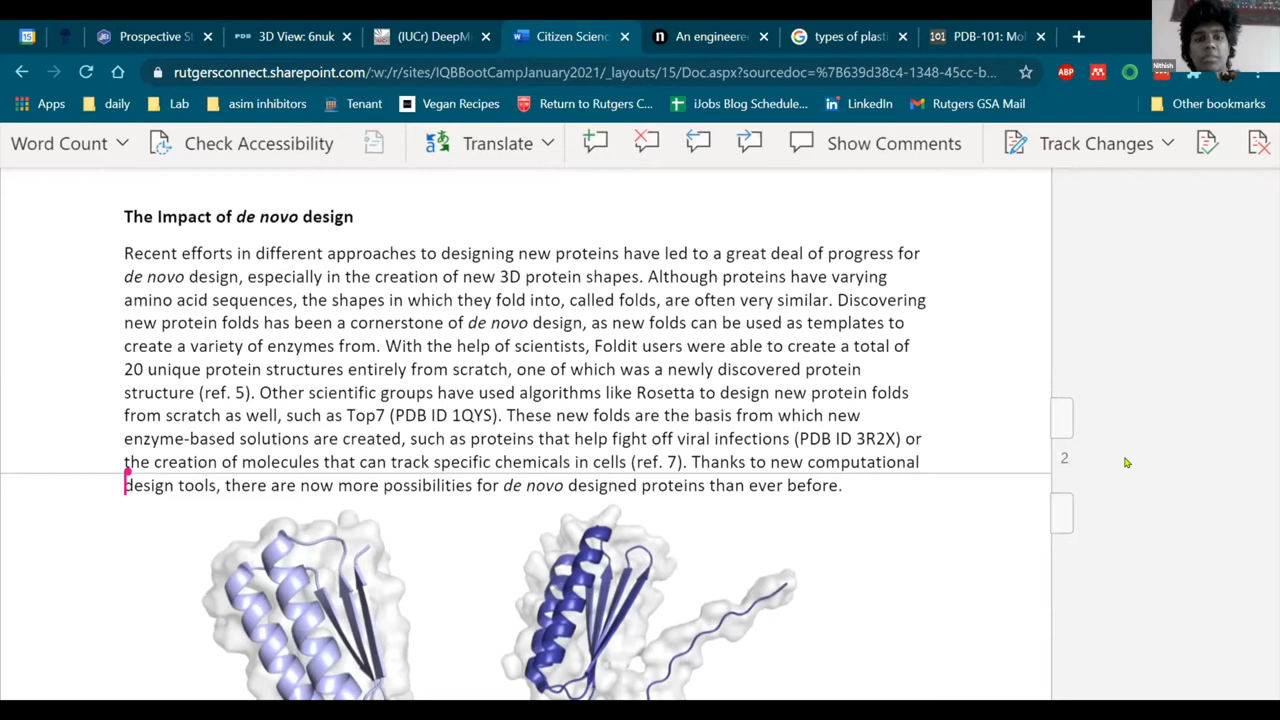 15
Prospective S
PDB
3D View: 6nuk
(IUCr) DeepM
Citizen Scienc
n
An engineere
types of plasti
101
PDB-101: Mol
Nithish
rutgersconnect.sharepoint.com/:w:/r/sites/IQBBootCampJanuary2021/_layouts/15/Doc.aspx?sourcedoc=%7B639d38c4-1348-45cc-b...
ABP
Apps
daily
Lab
asim inhibitors
Tenant
Vegan Recipes
Return to Rutgers C...
iJobs Blog Schedule...
LinkedIn
Rutgers GSA Mail
Other bookmarks
Word Count
Check Accessibility
Translate
Show Comments
Track Changes
The Impact of de novo design
Recent efforts in different approaches to designing new proteins have led to a great deal of progress for
de novo design, especially in the creation of new 3D protein shapes. Although proteins have varying
amino acid sequences, the shapes in which they fold into, called folds, are often very similar. Discovering
new protein folds has been a cornerstone of de novo design, as new folds can be used as templates to
create a variety of enzymes from. With the help of scientists, Foldit users were able to create a total of
20 unique protein structures entirely from scratch, one of which was a newly discovered protein
structure (ref. 5). Other scientific groups have used algorithms like Rosetta to design new protein folds
from scratch as well, such as Top7 (PDB ID 1QYS). These new folds are the basis from which new
enzyme-based solutions are created, such as proteins that help fight off viral infections (PDB ID 3R2X) or
the creation of molecules that can track specific chemicals in cells (ref. 7). Thanks to new computational
design tools, there are now more possibilities for de novo designed proteins than ever before.
2